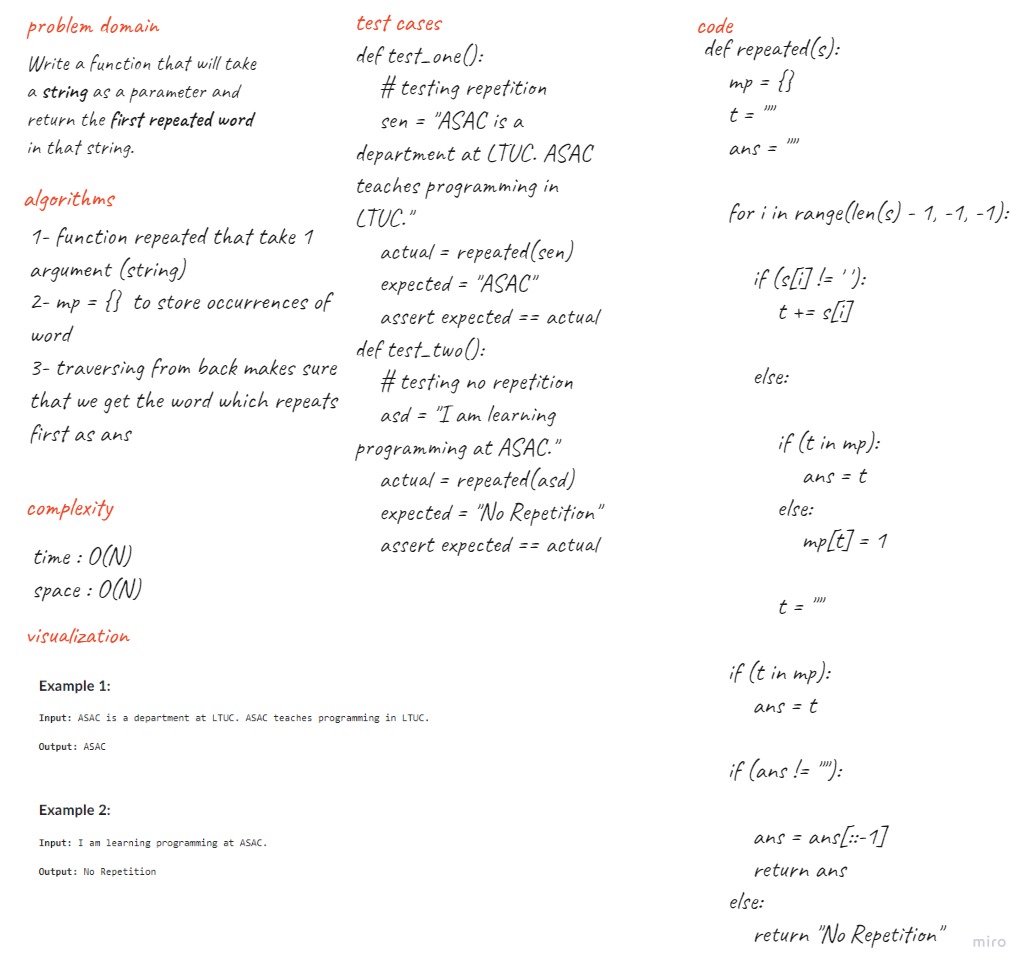 problem domain
Write a function that will take
a string as a parameter and
return the first repeated word
in that string.
algorithms
1- function repeated that take 1
argument (string)
2- mp = {} to store occurrences of
word
3- traversing from back makes sure
that we get the word which repeats
first as ans
complexity
time : O(N)
space : O(N)
visualization
Example 1:
Input: ASAC is a department at LTUC. ASAC teaches programming in LTUC.
Output: ASAC
Example 2:
Input: I am learning programming at ASAC.
Output: No Repetition
test cases
def test_one():
# testing repetition
sen = "ASAC is a
department at LTUC. ASAC
teaches programming in
LTUC."
actual = repeated(sen)
expected = "ASAC"
assert expected == actual
def test_two():
# testing no repetition
asd = "I am learning
programming at ASAC."
actual = repeated(asd)
expected = "No Repetition"
assert expected == actual
code
def repeated(s):
mp = {}
t = ""
ans = ""
for i in range(len(s) - 1, -1, -1):
if (s[i] != ' '):
t += s[i]
else:
if (t in mp):
ans = t
else:
mp[t] = 1
t = ""
if (t in mp):
ans = t
if (ans != ""):
ans = ans[::-1]
return ans
else:
return "No Repetition"
miro